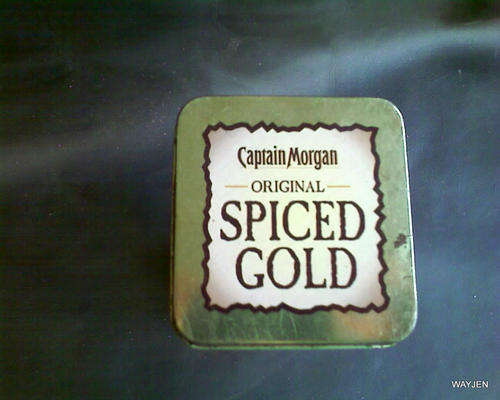 Captain Morgan
ORIGINAL
SPICED
GOLD
WAYJEN